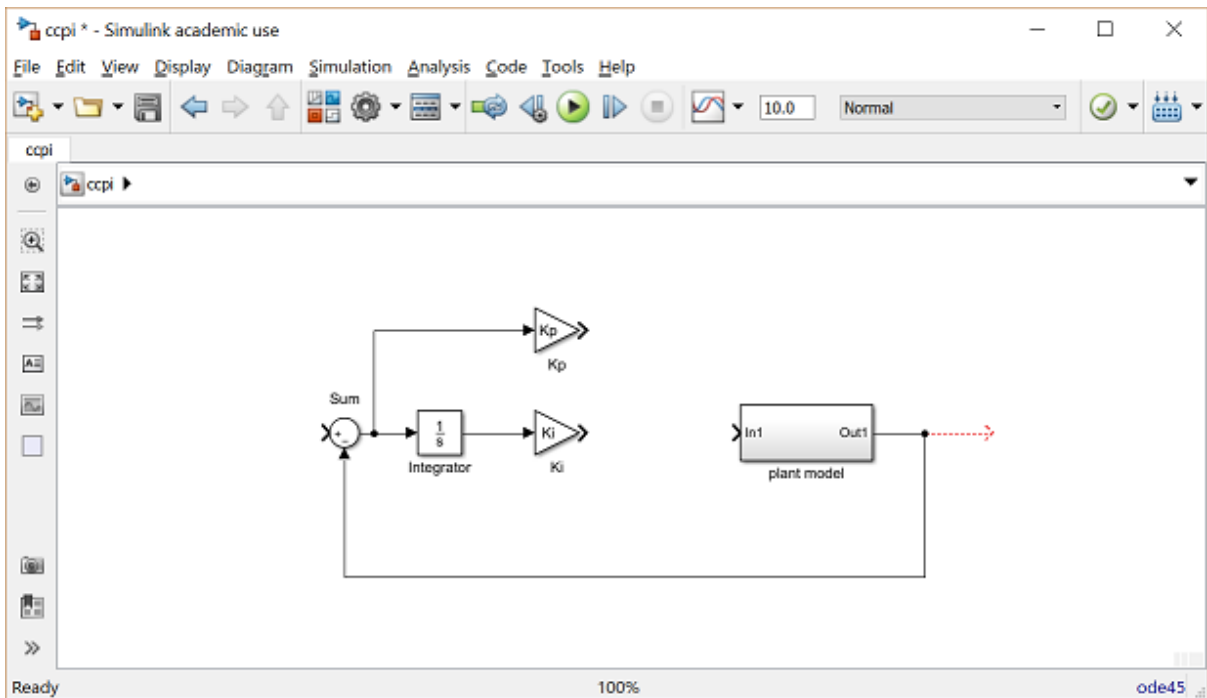 ccpi * - Simulink academic use
File Edit View Display Diagram Simulation Analysis Code Tools Help
10.0 Normal
ccpi
ccpi
Kp
Kp
Sum
+ -
1
s
Integrator
Ki
Ki
In1 Out1
plant model
Ready 100% ode45